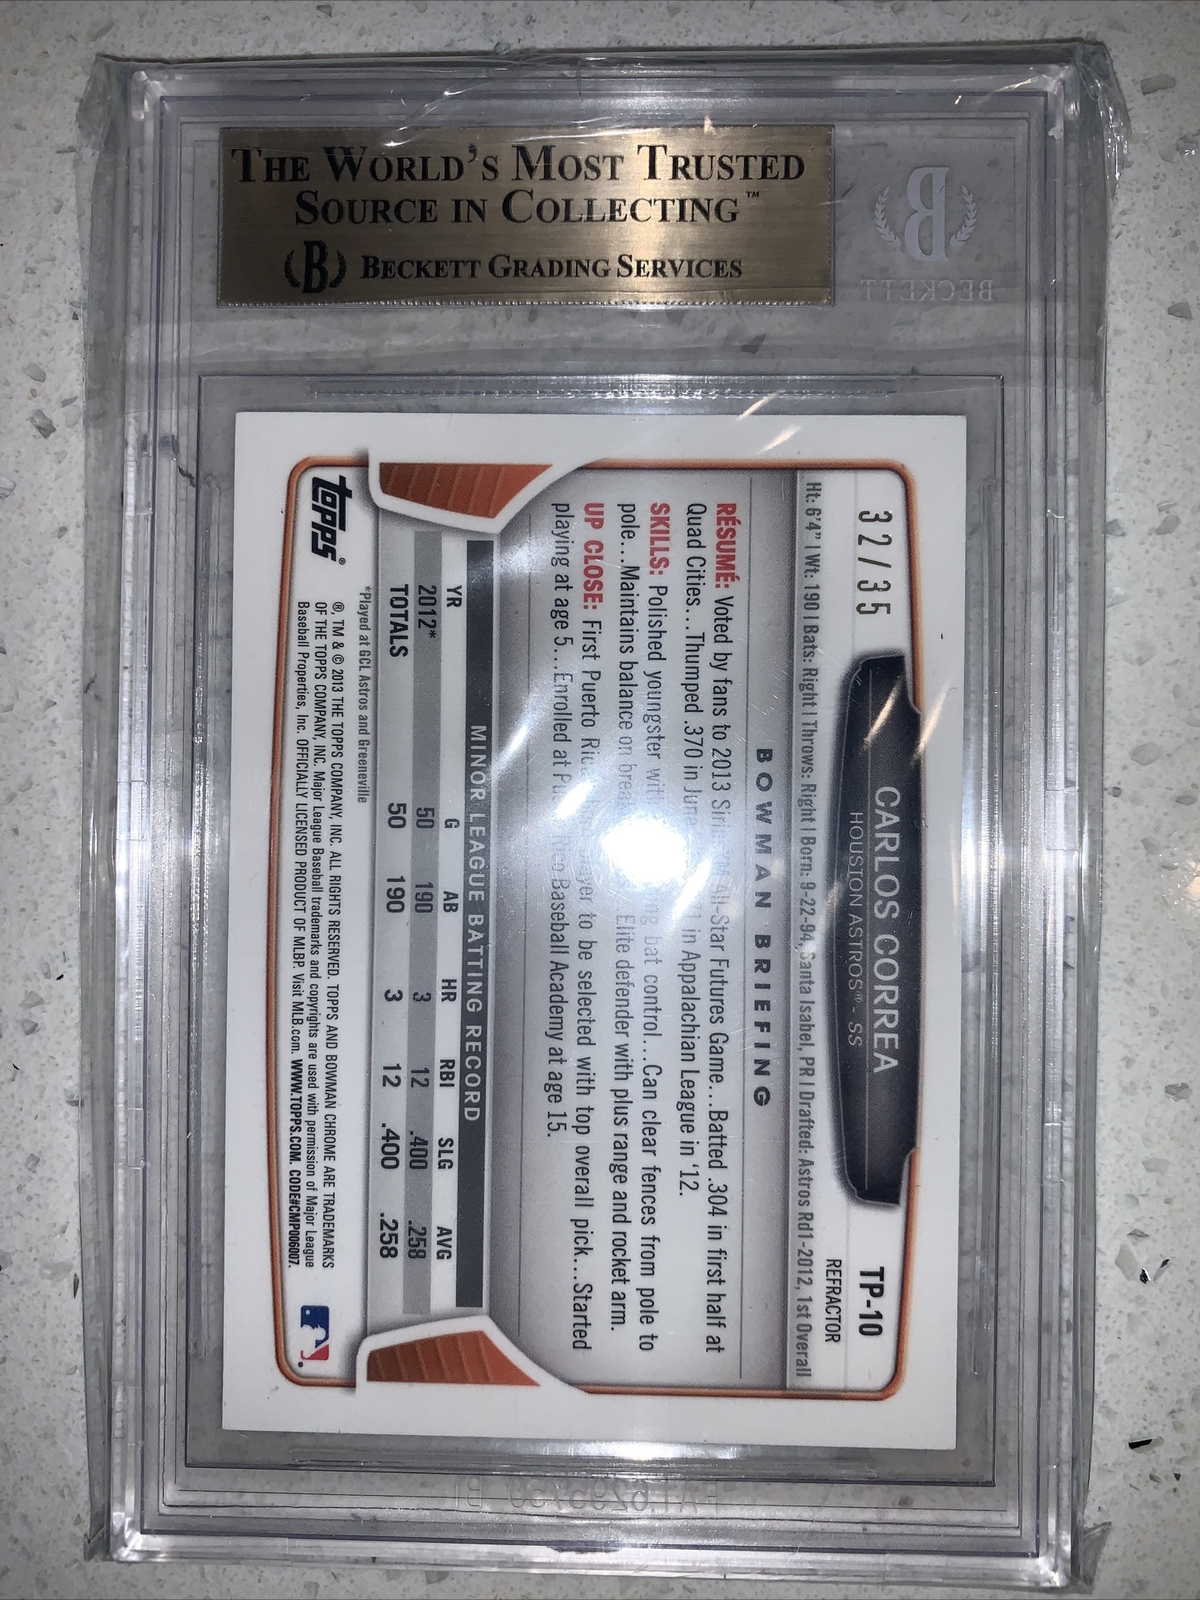 THE WORLD'S MOST TRUSTED
SOURCE IN COLLECTING™
B BECKETT GRADING SERVICES
B
BECKETT
32/35
CARLOS CORREA
HOUSTON ASTROS® - SS
TP-10
REFRACTOR
Ht: 6'4" | Wt: 190 | Bats: Right | Throws: Right | Born: 9-22-94, Santa Isabel, PR | Drafted: Astros Rd1-2012, 1st Overall
BOWMAN BRIEFING
RÉSUMÉ: Voted by fans to 2013 All-Star Futures Game...Batted .304 in first half at
Quad Cities...Thumped .370 in in Appalachian League in '12.
SKILLS: Polished youngster bat control...Can clear fences from pole to
pole...Maintains balance on Elite defender with plus range and rocket arm.
UP CLOSE: First Puerto to be selected with top overall pick...Started
playing at age 5...Enrolled at Baseball Academy at age 15.
MINOR LEAGUE BATTING RECORD
YR G AB HR RBI SLG AVG
2012* 50 190 3 12 .400 .258
TOTALS 50 190 3 12 .400 .258
*Played at GCL Astros and Greeneville
topps®
®, TM & © 2013 THE TOPPS COMPANY, INC. ALL RIGHTS RESERVED. TOPPS AND BOWMAN CHROME ARE TRADEMARKS
OF THE TOPPS COMPANY, INC. Major League Baseball trademarks and copyrights are used with permission of Major League
Baseball Properties, Inc. OFFICIALLY LICENSED PRODUCT OF MLBP. Visit MLB.com. WWW.TOPPS.COM. CODE#CMP006007.